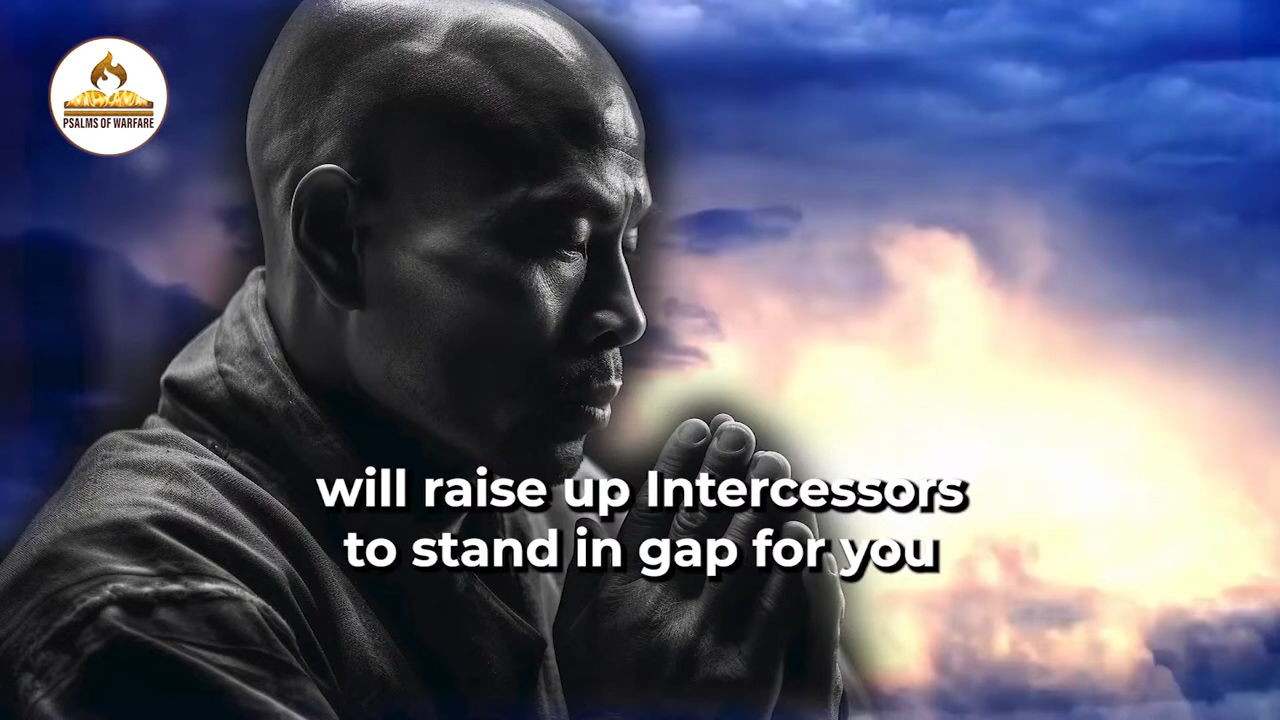 PSALMS OF WARFARE
will raise up Intercessors
to stand in gap for you